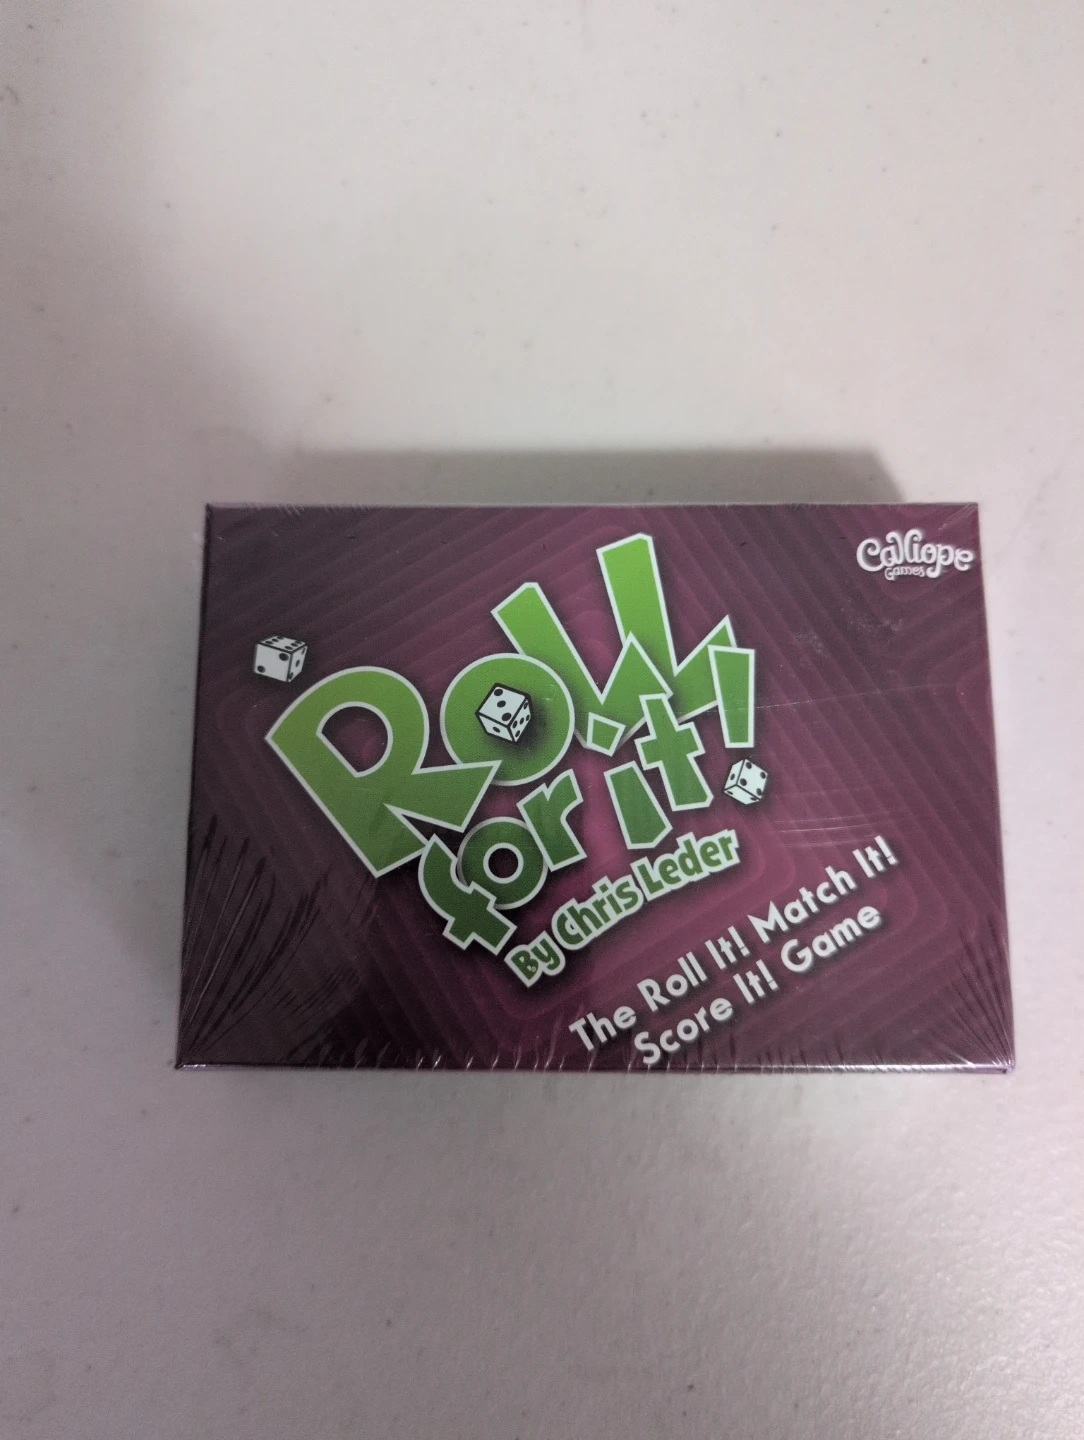 Calliope
Games
Roll
for it!
By Chris Leder
The Roll It! Match It!
Score It! Game